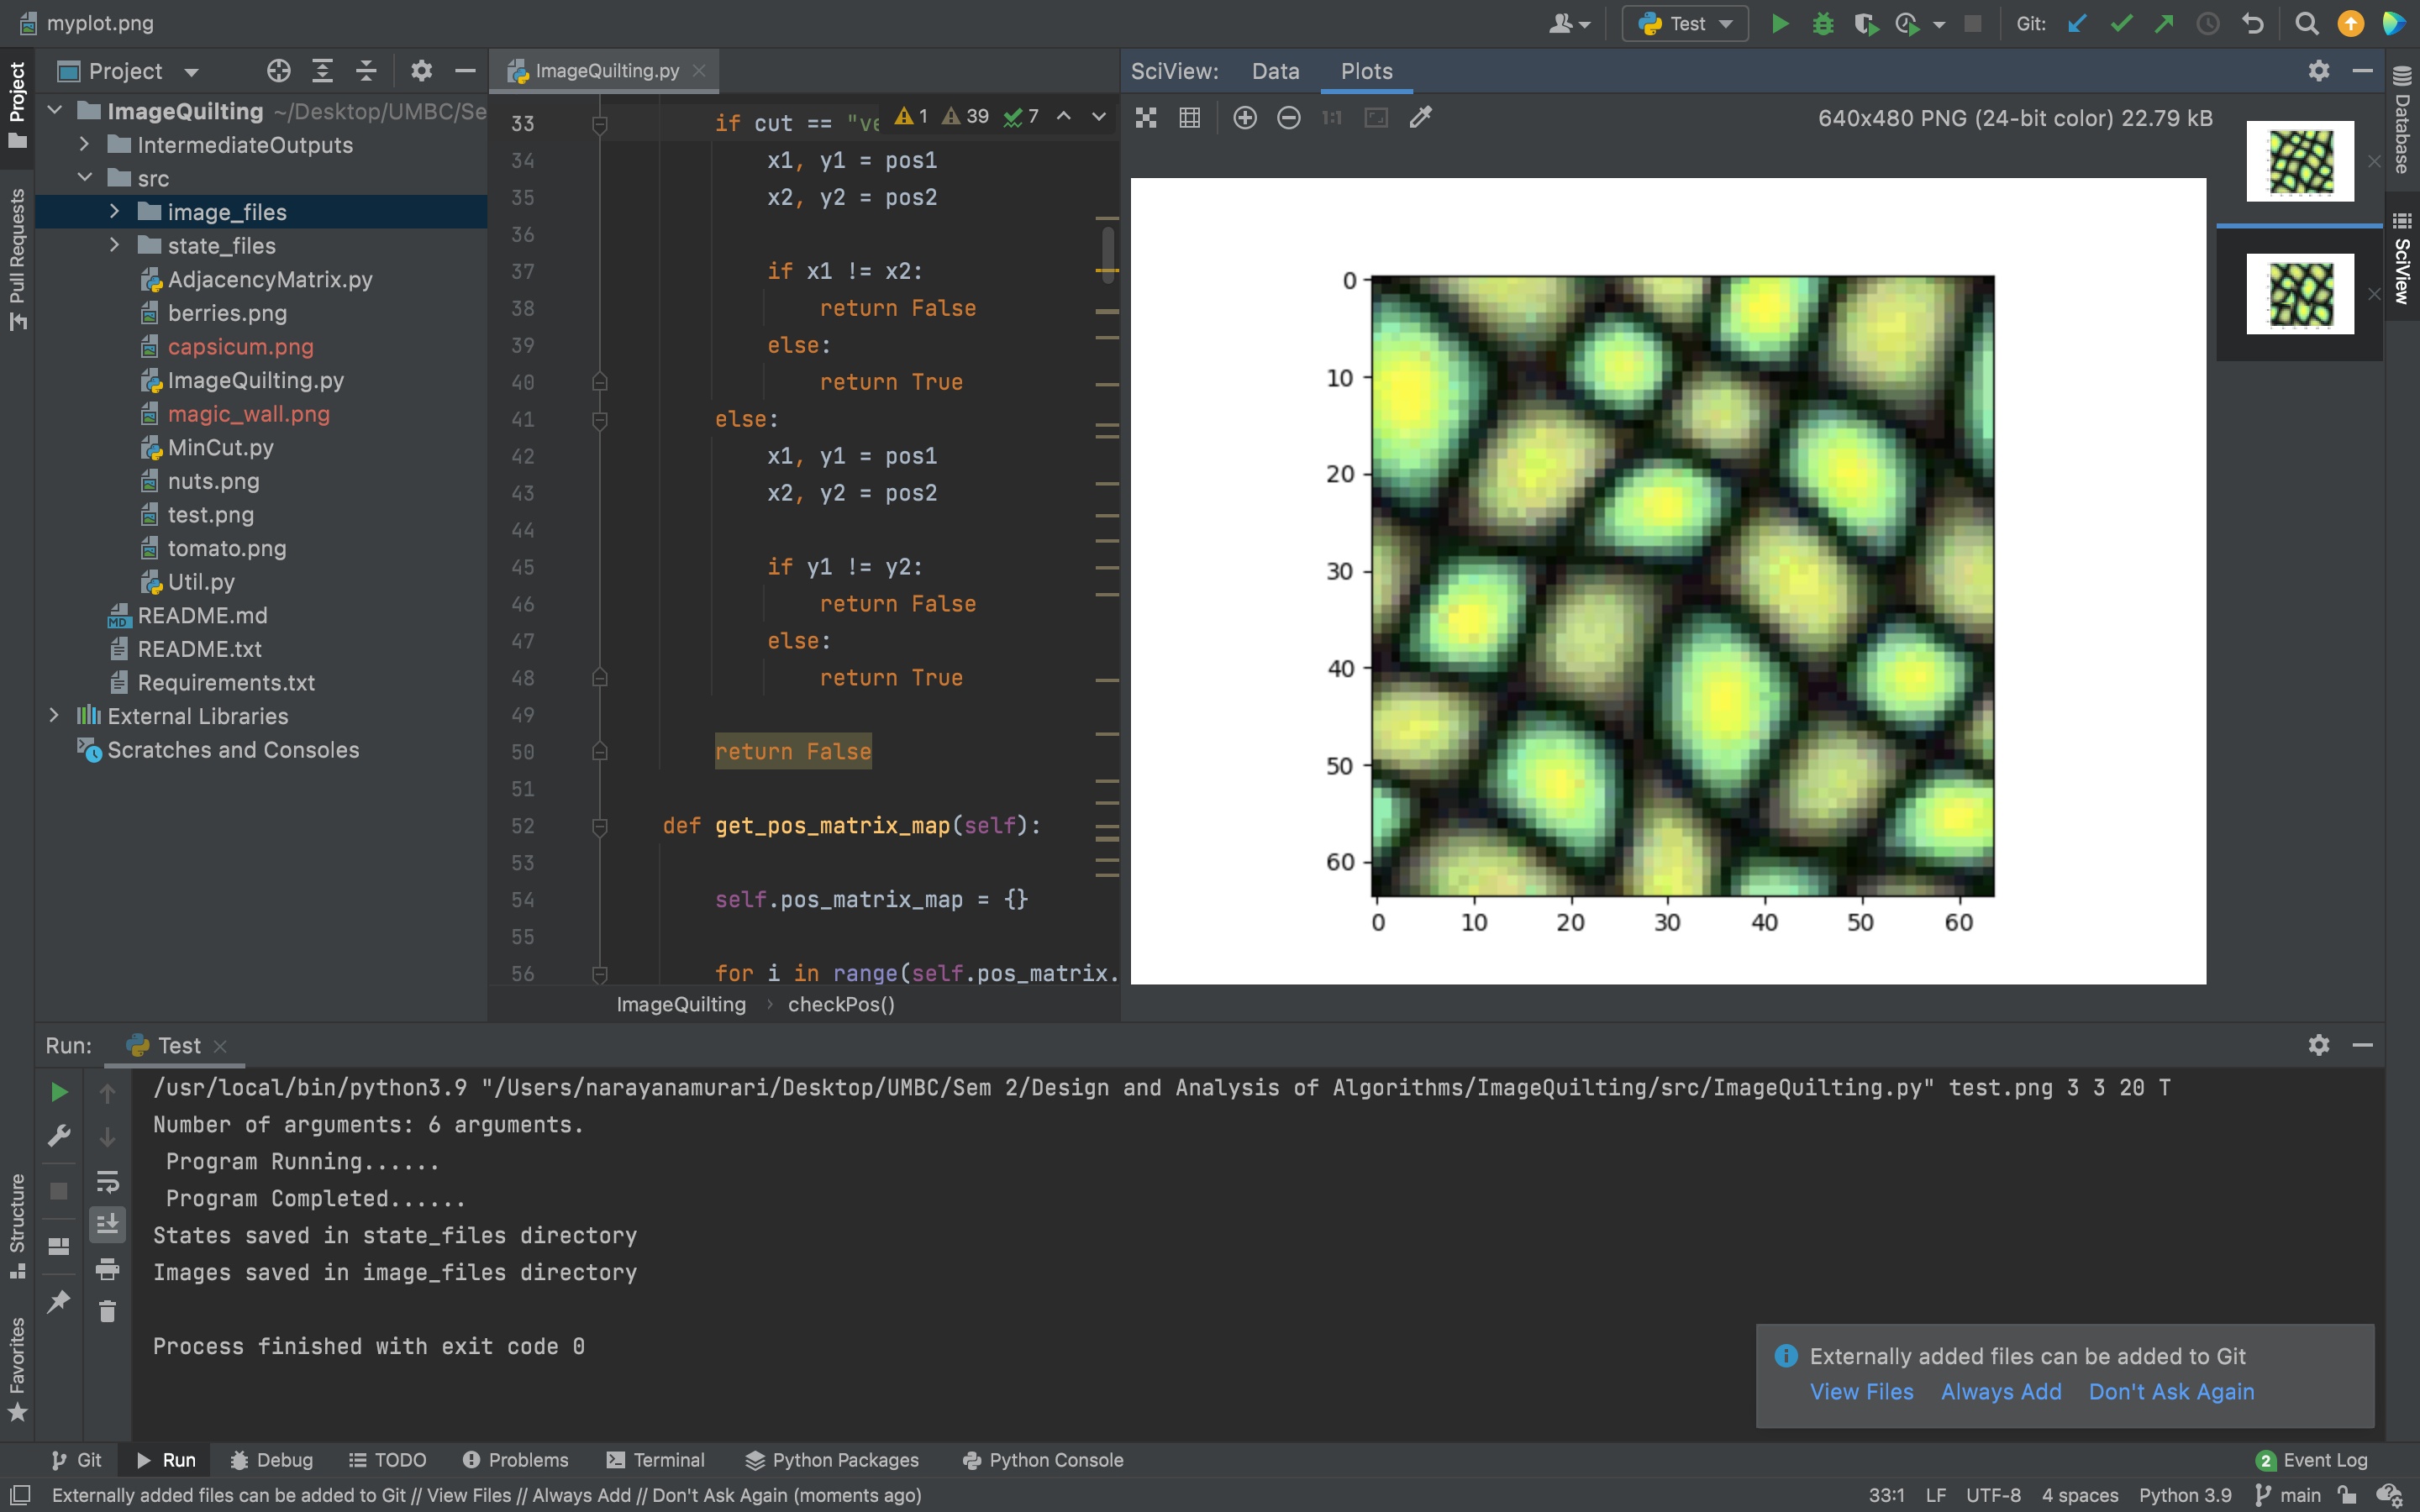 myplot.png
Test
Git:
Project
ImageQuilting ~/Desktop/UMBC/Se
IntermediateOutputs
src
image_files
state_files
AdjacencyMatrix.py
berries.png
capsicum.png
ImageQuilting.py
magic_wall.png
MinCut.py
nuts.png
test.png
tomato.png
Util.py
README.md
README.txt
Requirements.txt
External Libraries
Scratches and Consoles
Project
Pull Requests
Structure
Favorites
ImageQuilting.py
1 39 7
33 if cut == "ve
34 x1, y1 = pos1
35 x2, y2 = pos2
36
37 if x1 != x2:
38 return False
39 else:
40 return True
41 else:
42 x1, y1 = pos1
43 x2, y2 = pos2
44
45 if y1 != y2:
46 return False
47 else:
48 return True
49
50 return False
51
52 def get_pos_matrix_map(self):
53
54 self.pos_matrix_map = {}
55
56 for i in range(self.pos_matrix.
ImageQuilting › checkPos()
SciView: Data Plots
1:1
640x480 PNG (24-bit color) 22.79 kB
0
10
20
30
40
50
60
0 10 20 30 40 50 60
Database
SciView
Run: Test
/usr/local/bin/python3.9 "/Users/narayanamurari/Desktop/UMBC/Sem 2/Design and Analysis of Algorithms/ImageQuilting/src/ImageQuilting.py" test.png 3 3 20 T
Number of arguments: 6 arguments.
Program Running......
Program Completed......
States saved in state_files directory
Images saved in image_files directory
Process finished with exit code 0
Externally added files can be added to Git
View Files Always Add Don't Ask Again
Git Run Debug TODO Problems Terminal Python Packages Python Console 2 Event Log
Externally added files can be added to Git // View Files // Always Add // Don't Ask Again (moments ago) 33:1 LF UTF-8 4 spaces Python 3.9 main